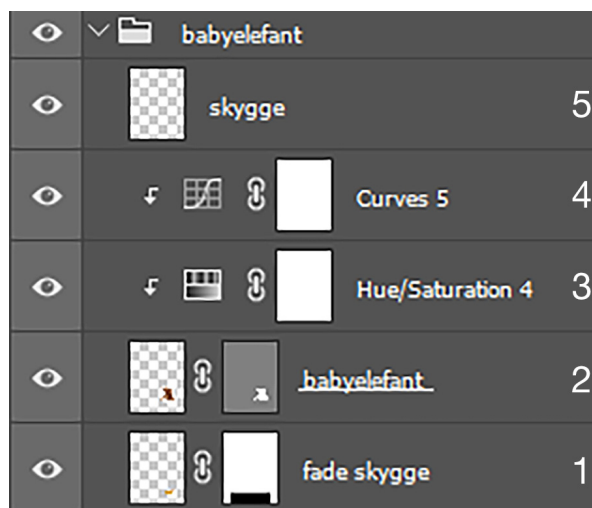 babyelefant
skygge 5
Curves 5 4
Hue/Saturation 4 3
babyelefant 2
fade skygge 1